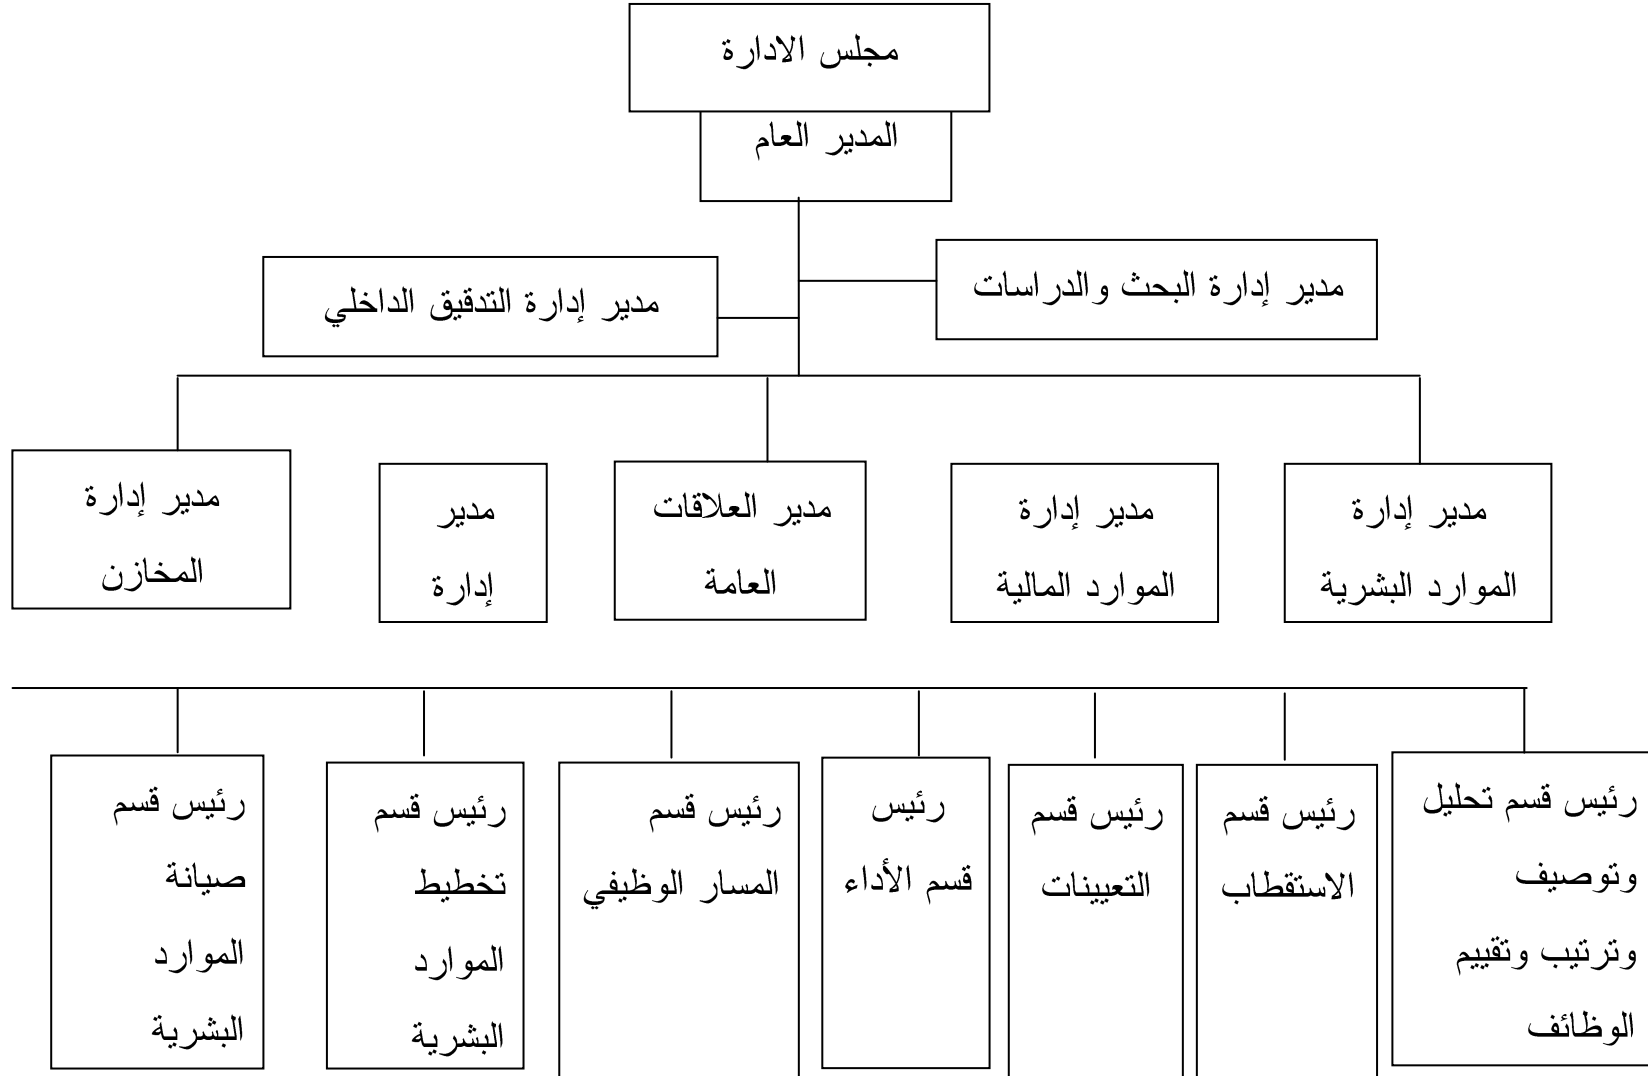 مجلس الادارة
المدير العام
مدير إدارة البحث والدراسات
مدير إدارة التدقيق الداخلي
مدير إدارة
الموارد البشرية
مدير إدارة
الموارد المالية
مدير العلاقات
العامة
مدير
إدارة
مدير إدارة
المخازن
رئيس قسم تحليل
وتوصيف
وترتيب وتقييم
الوظائف
رئيس قسم
الاستقطاب
رئيس قسم
التعيينات
رئيس
قسم الأداء
رئيس قسم
المسار الوظيفي
رئيس قسم
تخطيط
الموارد
البشرية
رئيس قسم
صيانة
الموارد
البشرية